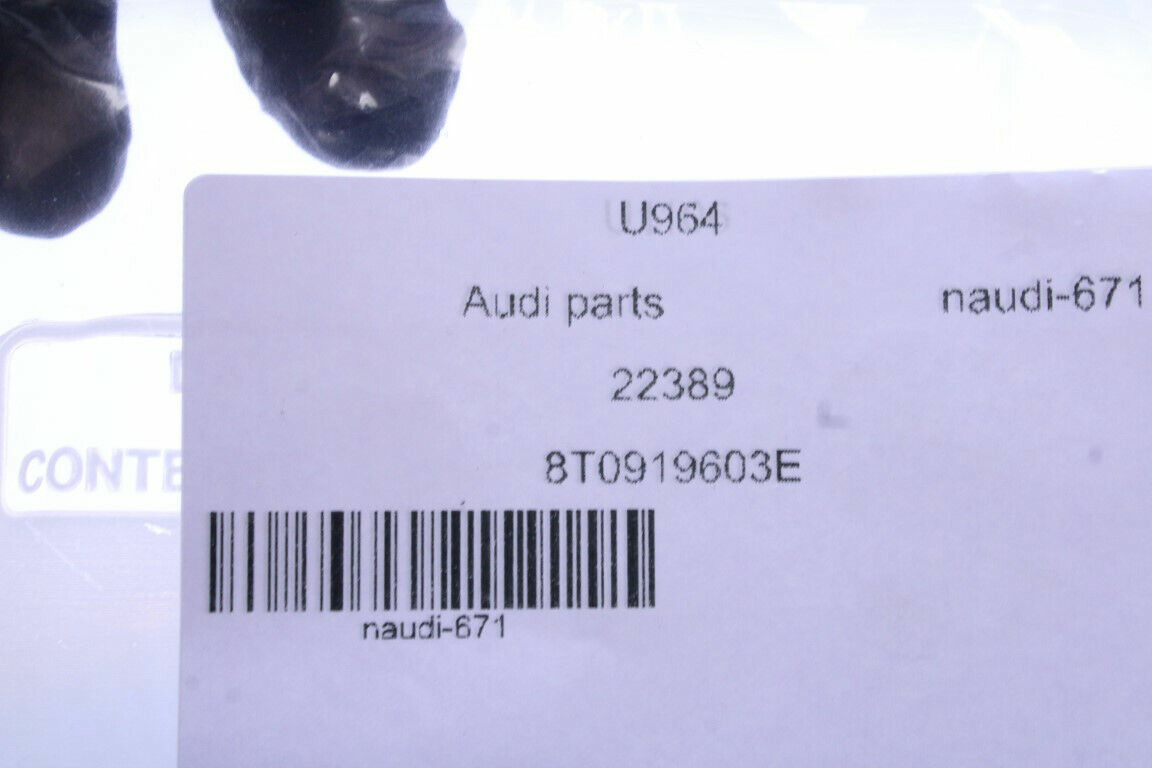 U964
Audi parts naudi-671
22389
8T0919603E
naudi-671
CONTE